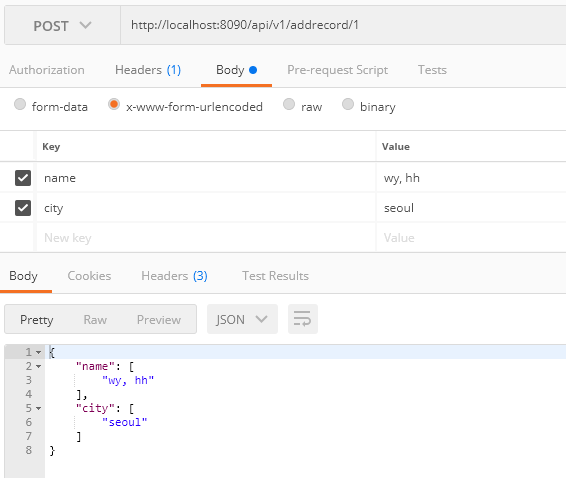 POST http://localhost:8090/api/v1/addrecord/1
Authorization Headers (1) Body Pre-request Script Tests
form-data x-www-form-urlencoded raw binary
Key Value
name wy, hh
city seoul
New key Value
Body Cookies Headers (3) Test Results
Pretty Raw Preview JSON
1 {
2 "name": [
3 "wy, hh"
4 ],
5 "city": [
6 "seoul"
7 ]
8 }